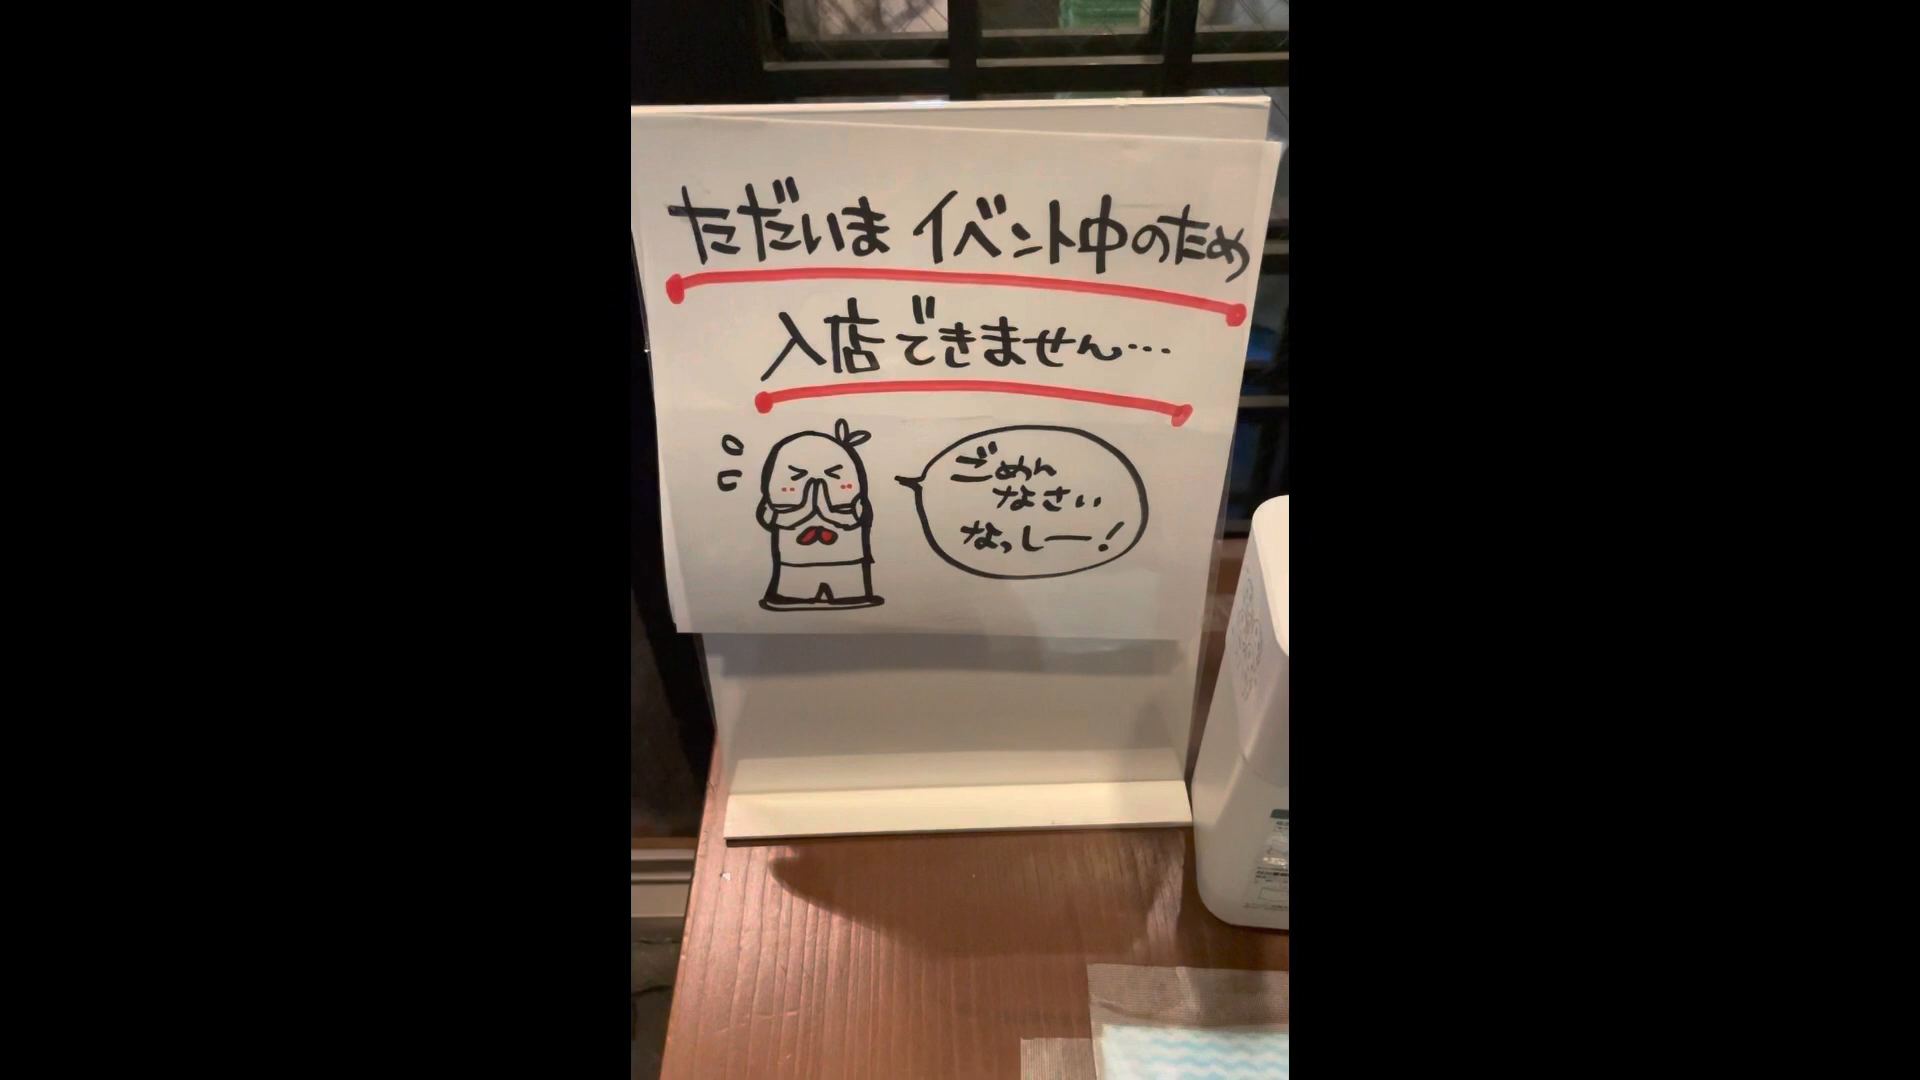 ただいま イベント中のため
入店できません…
ごめん
なさい
なっしー!